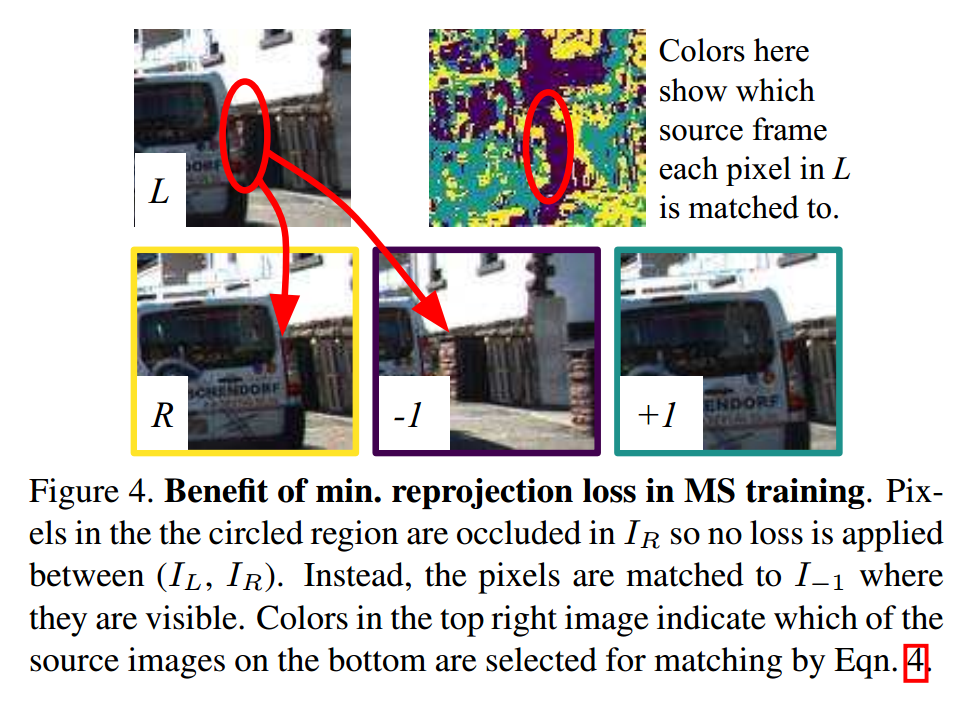 Colors here
show which
source frame
each pixel in L
is matched to.
L
R
-1
+1
CHENDORF
ENDORF
Figure 4. Benefit of min. reprojection loss in MS training. Pix-
els in the the circled region are occluded in I_R so no loss is applied
between (I_L, I_R). Instead, the pixels are matched to I_{−1} where
they are visible. Colors in the top right image indicate which of the
source images on the bottom are selected for matching by Eqn. 4.